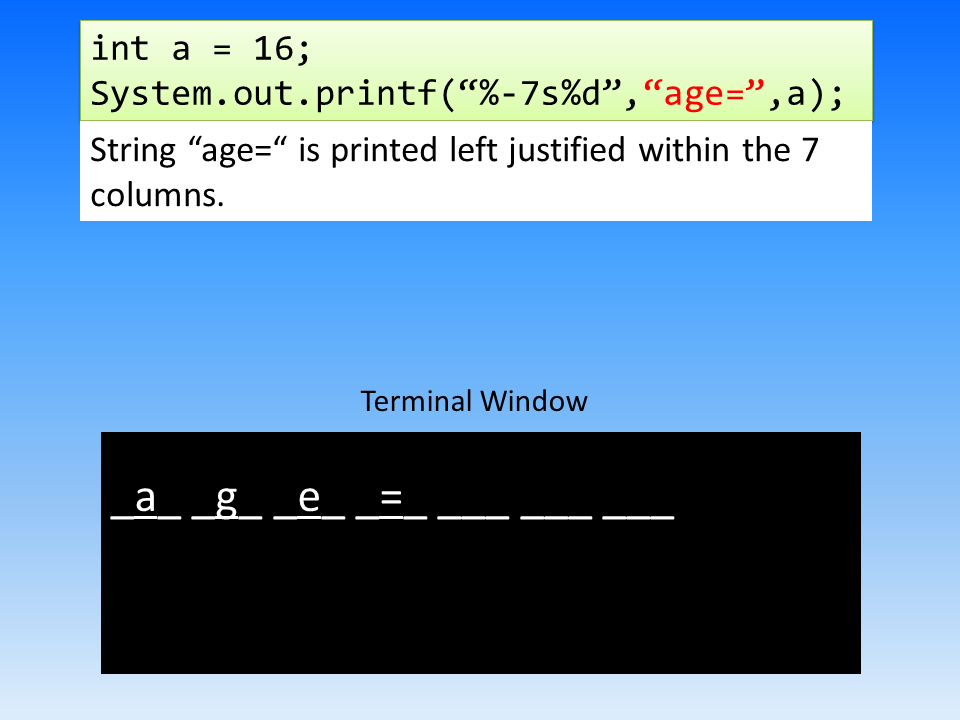 int a = 16;
System.out.printf(“%-7s%d”,“age=”,a);
String “age=“ is printed left justified within the 7
columns.
Terminal Window
_a_ _g_ _e_ _=_ ___ ___ ___